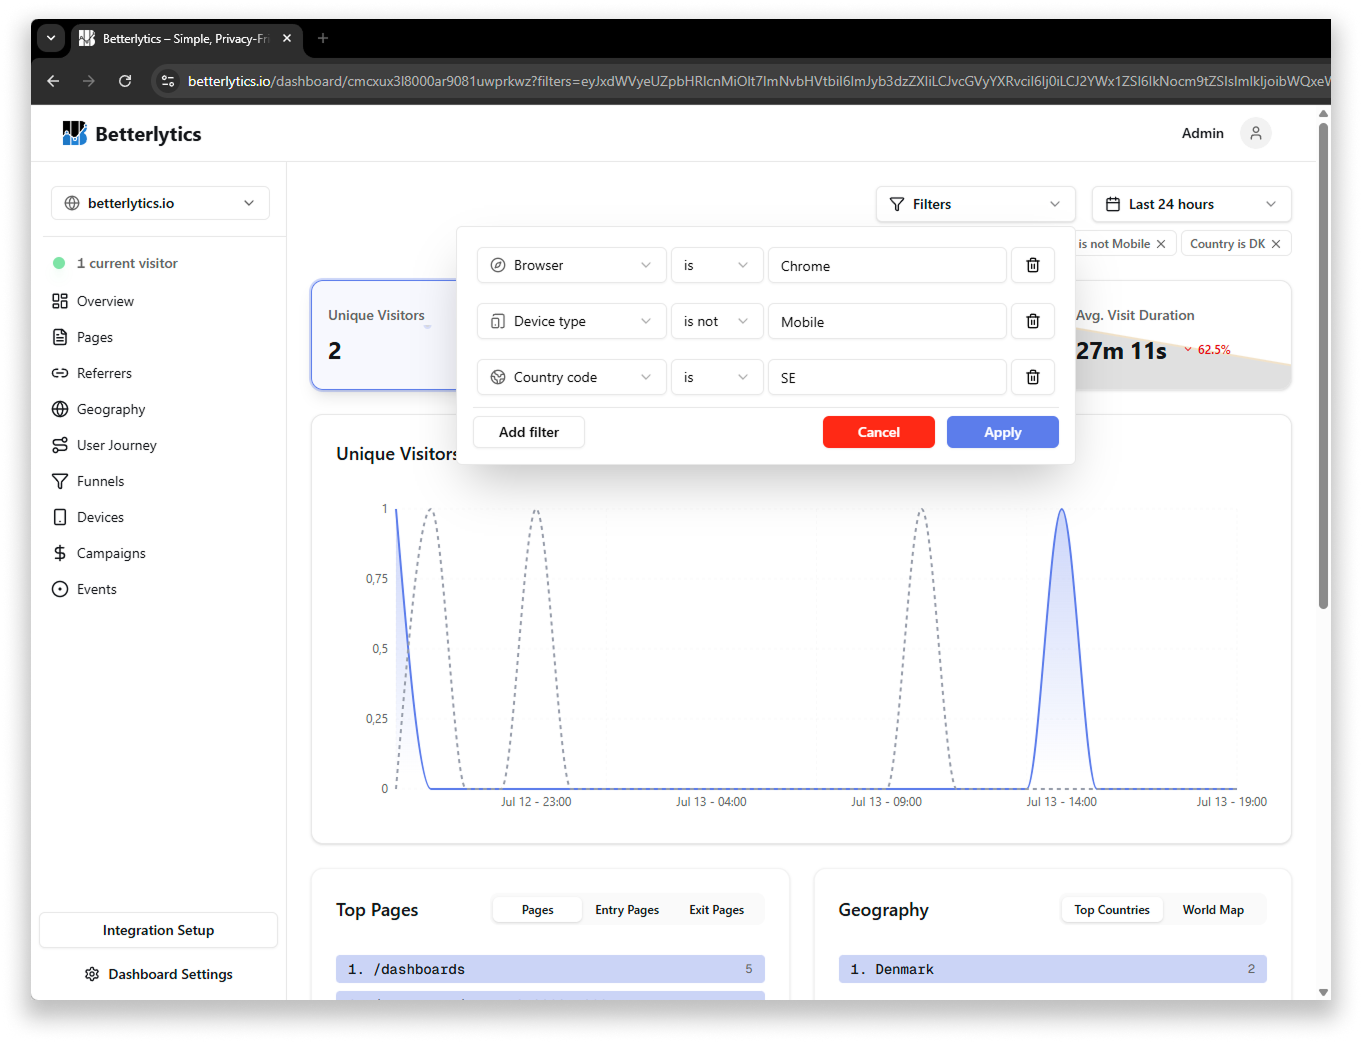 Betterlytics – Simple, Privacy-Fri
betterlytics.io/dashboard/cmcxux3l8000ar9081uwprkwz?filters=
Betterlytics
Admin
betterlytics.io
Filters
Last 24 hours
is not Mobile
Country is DK
1 current visitor
Overview
Pages
Referrers
Geography
User Journey
Funnels
Devices
Campaigns
Events
Integration Setup
Dashboard Settings
Browser is Chrome
Device type is not Mobile
Country code is SE
Add filter
Cancel
Apply
Unique Visitors
2
Avg. Visit Duration
27m 11s 62.5%
Unique Visitors
1
0,75
0,5
0,25
0
Jul 12 - 23:00 Jul 13 - 04:00 Jul 13 - 09:00 Jul 13 - 14:00 Jul 13 - 19:00
Top Pages
Pages Entry Pages Exit Pages
1. /dashboards 5
Geography
Top Countries World Map
1. Denmark 2